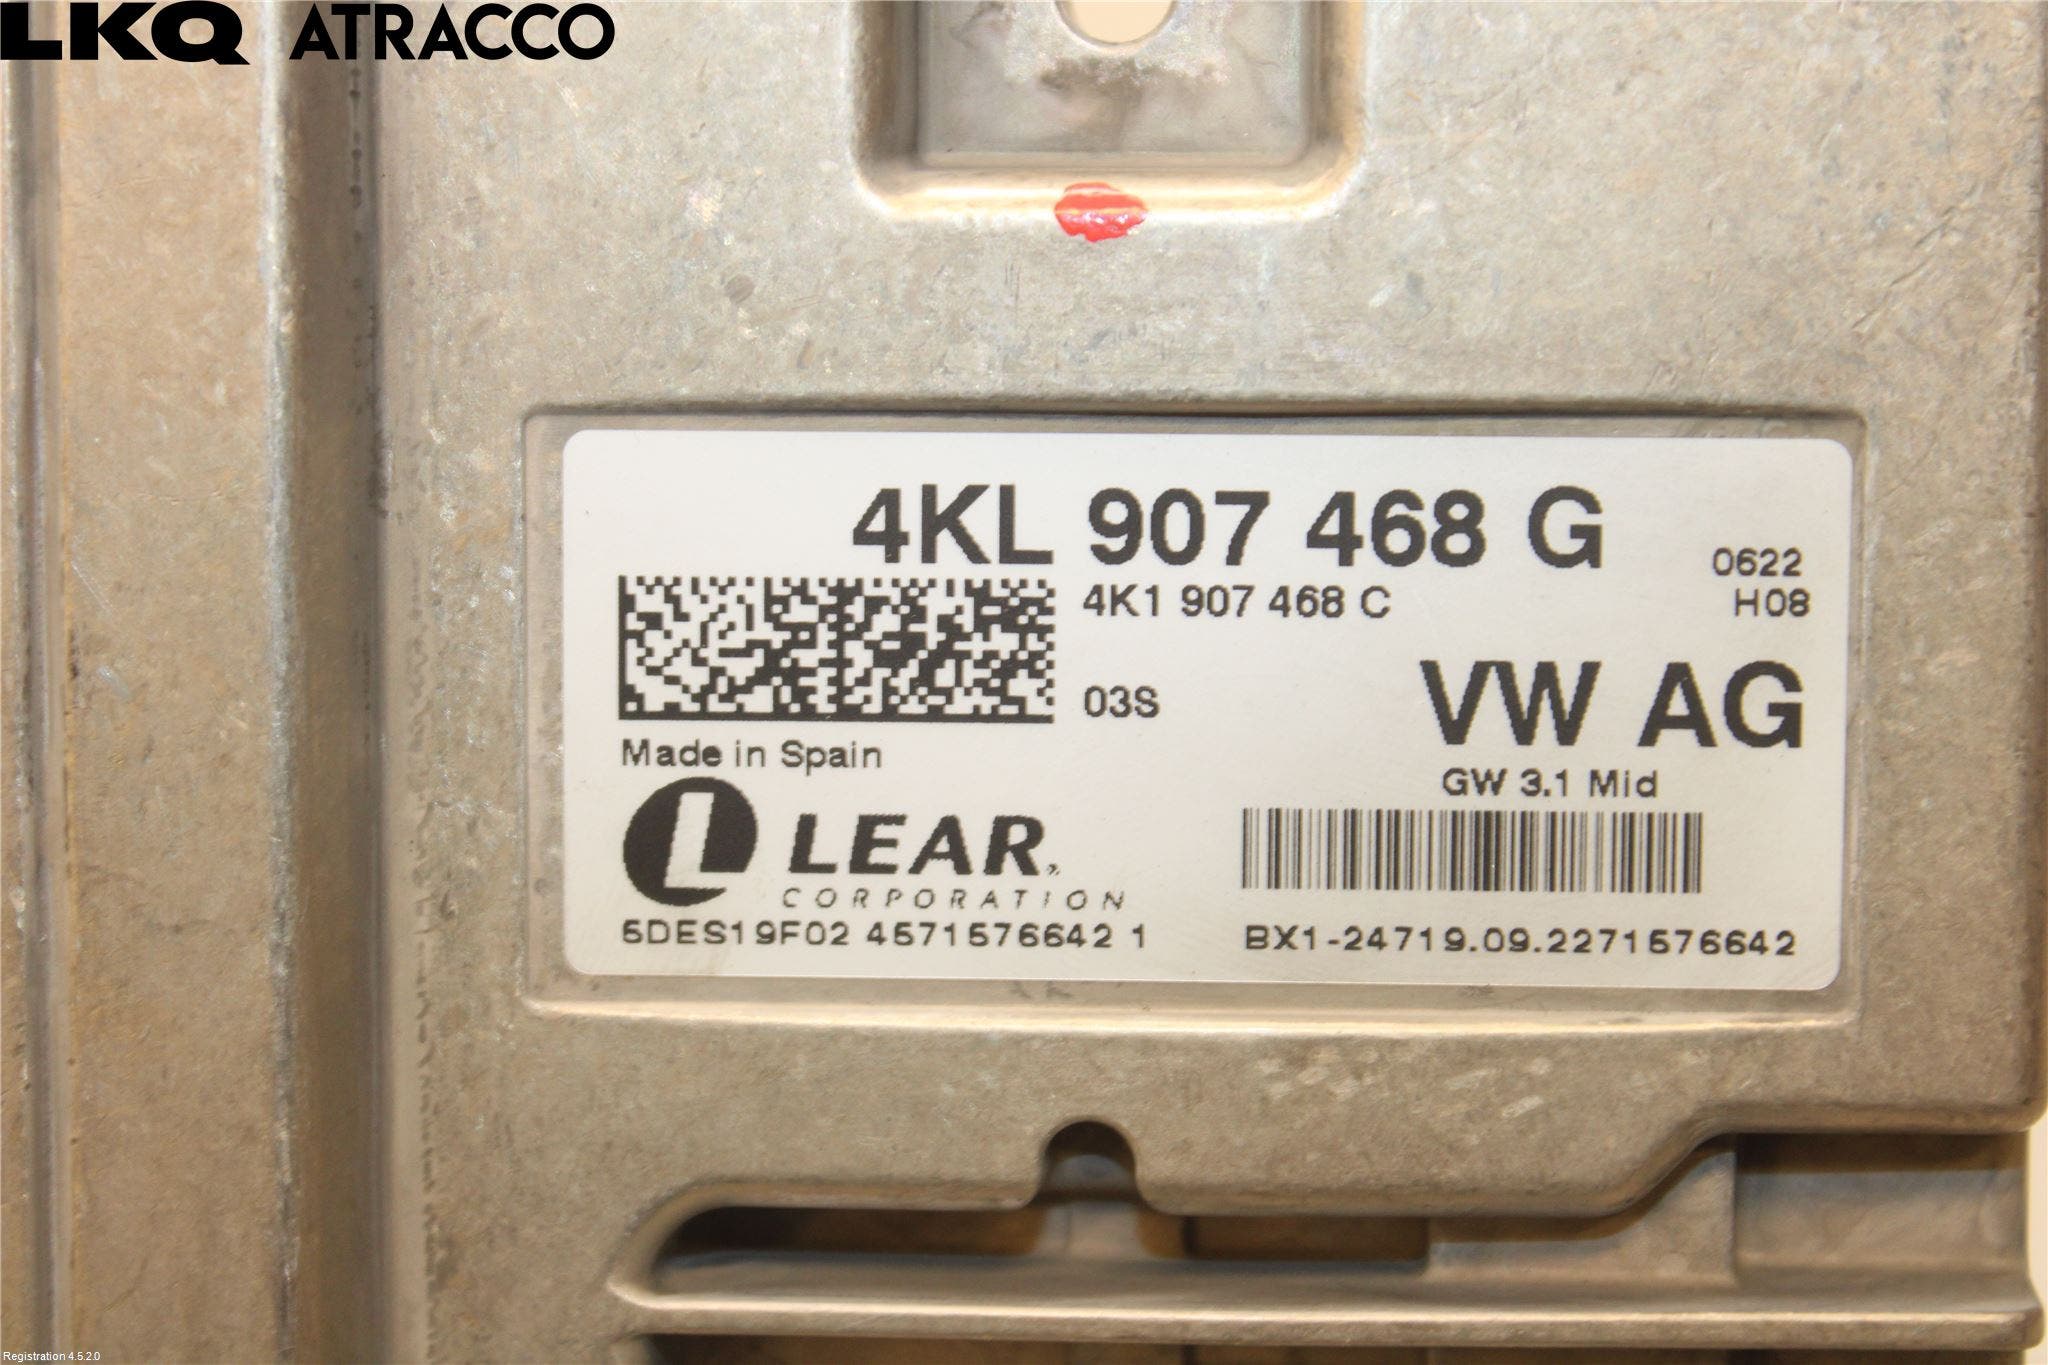 LKQ ATRACCO
4KL 907 468 G
0622
4K1 907 468 C
H08
03S
VW AG
Made in Spain
GW 3.1 Mid
L LEAR.
CORPORATION
5DES19F02 4571576642 1
BX1-24719.09.2271576642
Registration 4.5.2.0